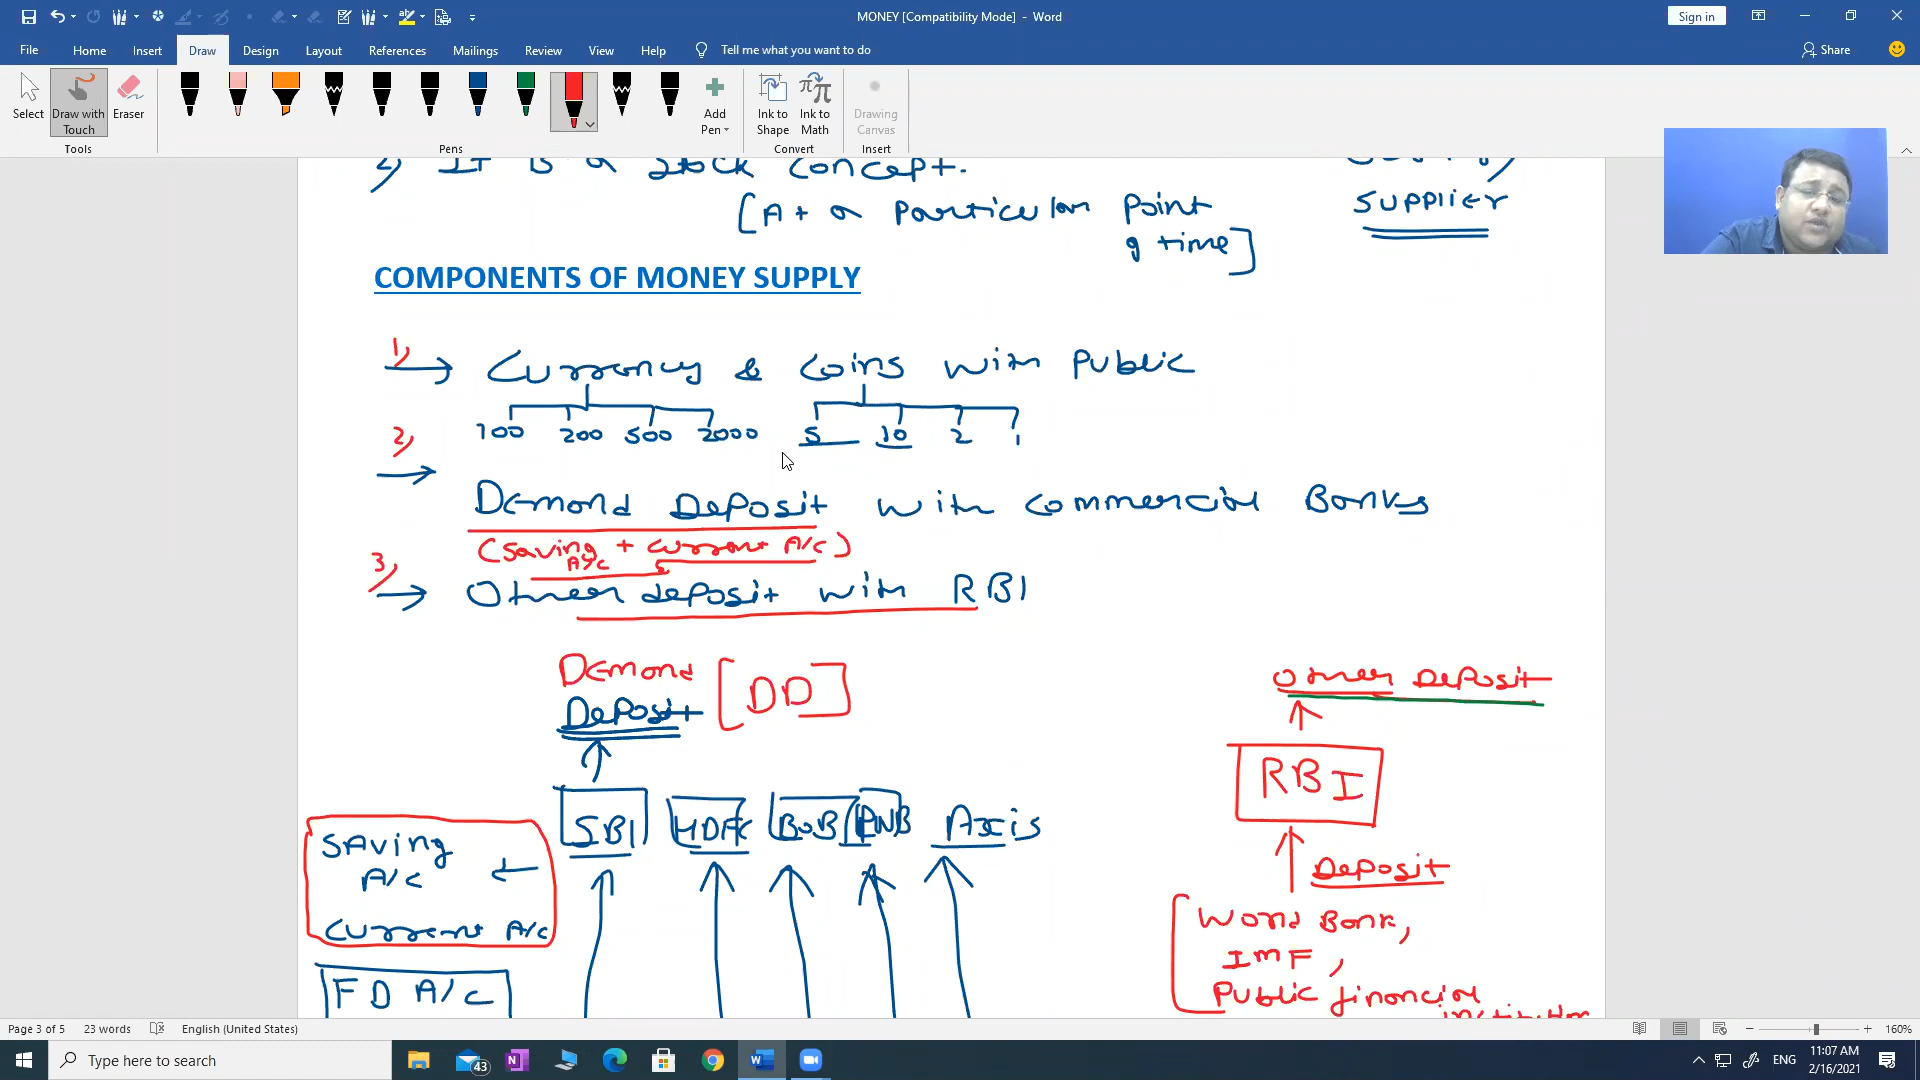 MONEY [Compatibility Mode] - Word
Sign in
File Home Insert Draw Design Layout References Mailings Review View Help Tell me what you want to do
Share
Select
Draw with Touch
Eraser
Add Pen
Ink to Shape
Ink to Math
Drawing Canvas
Tools
Pens
Convert
Insert
2) It is a stock concept.
[At a particular point
of time]
Supplier
COMPONENTS OF MONEY SUPPLY
1) → Currency & Coins with Public
100 200 500 2000 5 10 2 1
2) →
Demand Deposit with commercial Banks
(Saving A/c + current A/c)
3) → Other deposit with RBI
Demand
Deposit [DD]
Other Deposit
RBI
SBI HDFC BOB PNB Axis
Saving
A/c
Current A/c
Deposit
World Bank,
IMF,
Public financial
institution
FD A/c
Page 3 of 5 23 words English (United States) 160%
Type here to search
43
ENG
11:07 AM
2/16/2021